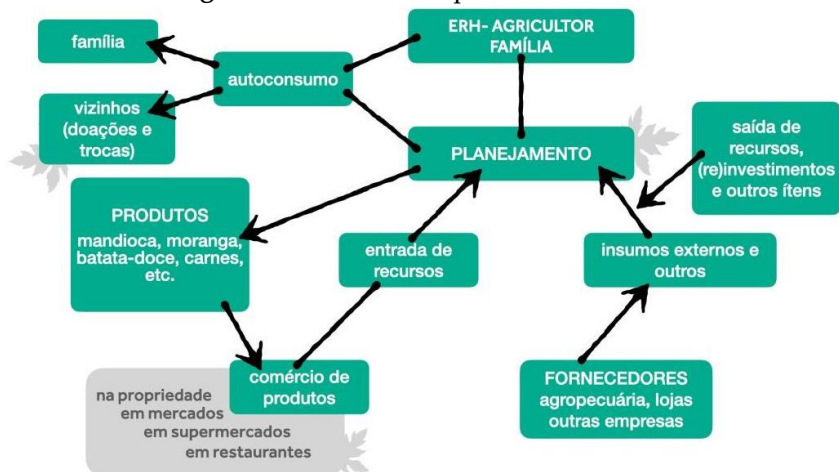 família
vizinhos
(doações e
trocas)
autoconsumo
ERH- AGRICULTOR
FAMÍLIA
PLANEJAMENTO
saída de
recursos,
(re)investimentos
e outros ítens
PRODUTOS
mandioca, moranga,
batata-doce, carnes,
etc.
entrada de
recursos
insumos externos e
outros
comércio de
produtos
na propriedade
em mercados
em supermercados
em restaurantes
FORNECEDORES
agropecuária, lojas
outras empresas